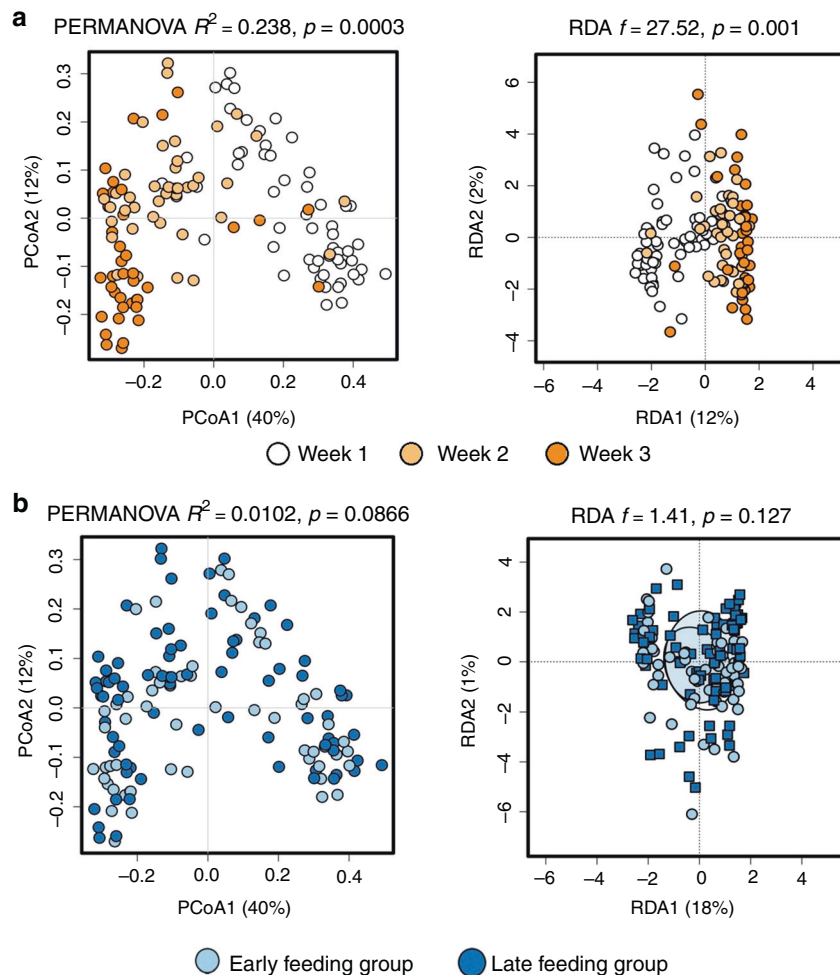 a
PERMANOVA R² = 0.238, p = 0.0003
RDA f = 27.52, p = 0.001
0.3
0.2
0.1
0.0
−0.1
−0.2
PCoA2 (12%)
−0.2 0.0 0.2 0.4
PCoA1 (40%)
6
4
2
0
−2
−4
RDA2 (2%)
−6 −4 −2 0 2 4
RDA1 (12%)
Week 1 Week 2 Week 3
b
PERMANOVA R² = 0.0102, p = 0.0866
RDA f = 1.41, p = 0.127
0.3
0.2
0.1
0.0
−0.1
−0.2
PCoA2 (12%)
−0.2 0.0 0.2 0.4
PCoA1 (40%)
4
2
0
−2
−4
−6
RDA2 (1%)
−6 −4 −2 0 2 4
RDA1 (18%)
Early feeding group Late feeding group